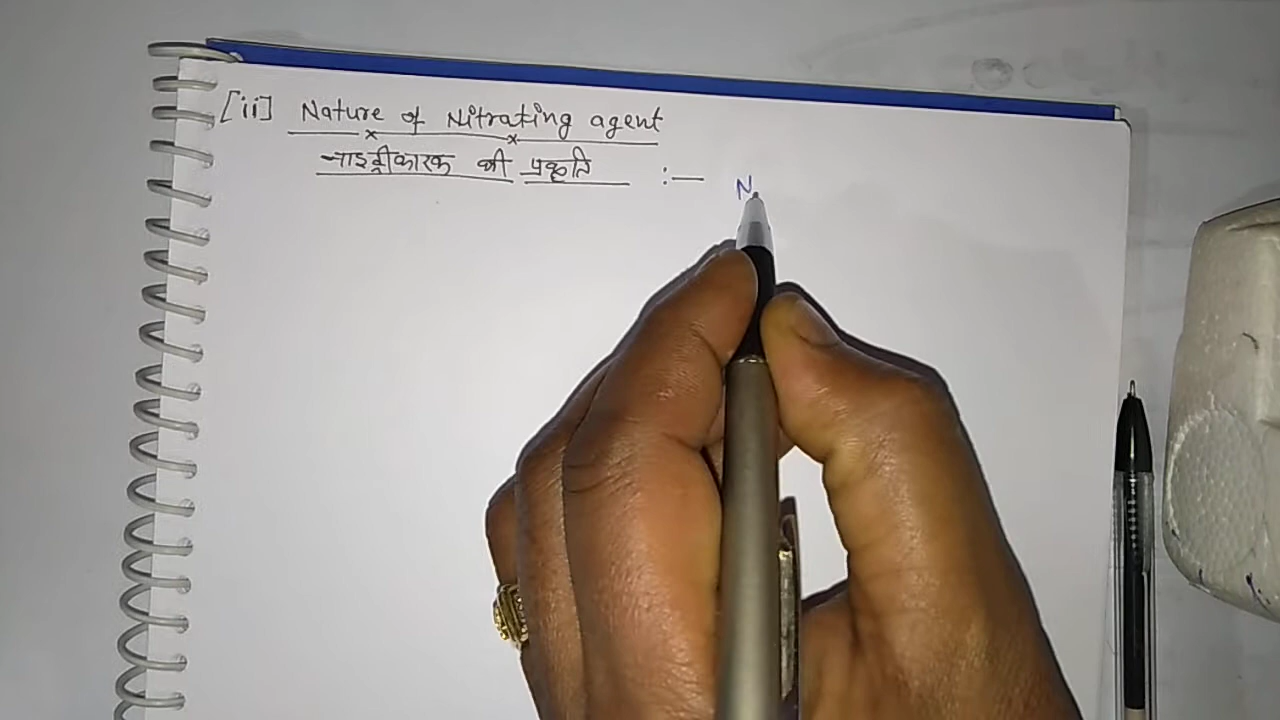 [ii] Nature of Nitrating agent
नाइट्रीकारक की प्रकृति :— N